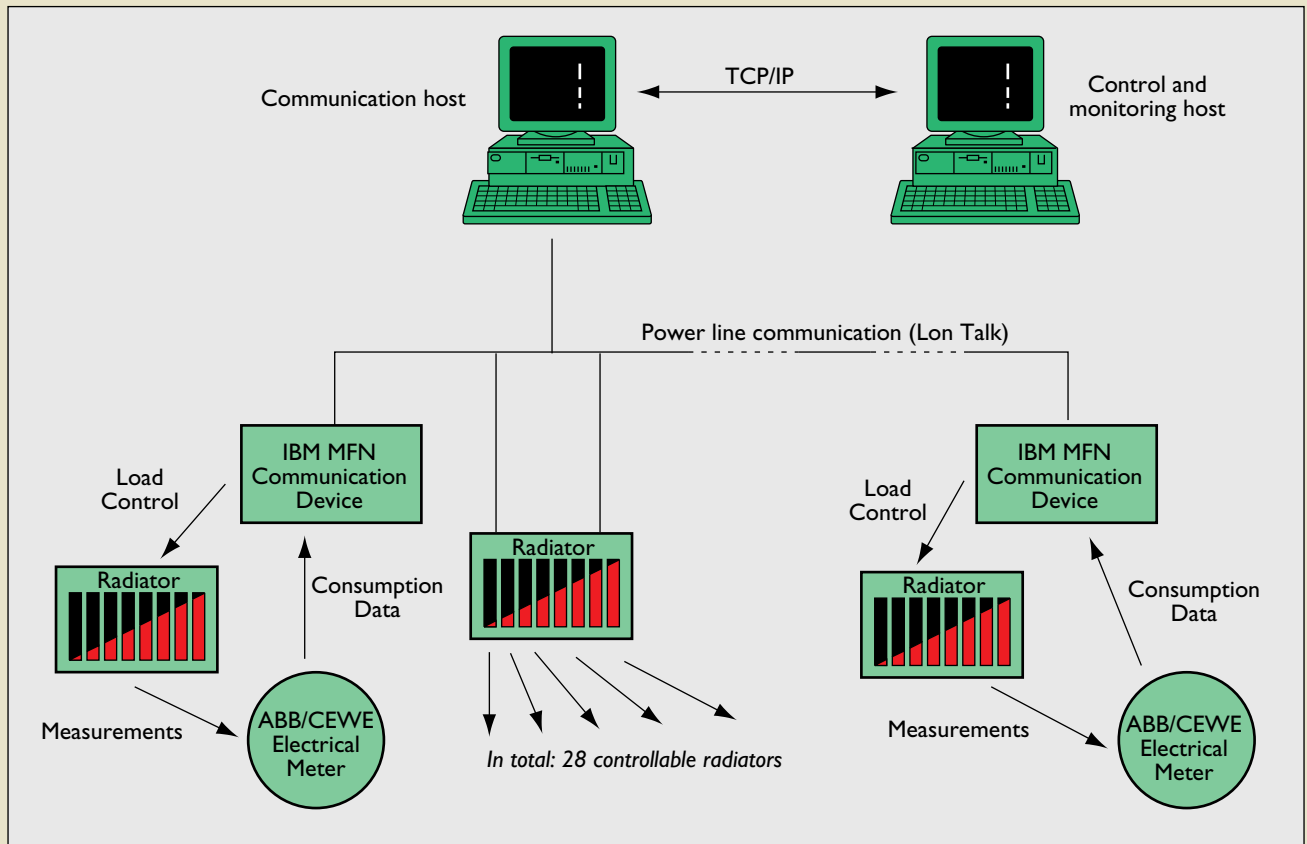 Communication host
TCP/IP
Control and
monitoring host
Power line communication (Lon Talk)
IBM MFN
Communication
Device
Load
Control
Radiator
Consumption
Data
Measurements
ABB/CEWE
Electrical
Meter
Radiator
In total: 28 controllable radiators
IBM MFN
Communication
Device
Load
Control
Radiator
Consumption
Data
Measurements
ABB/CEWE
Electrical
Meter